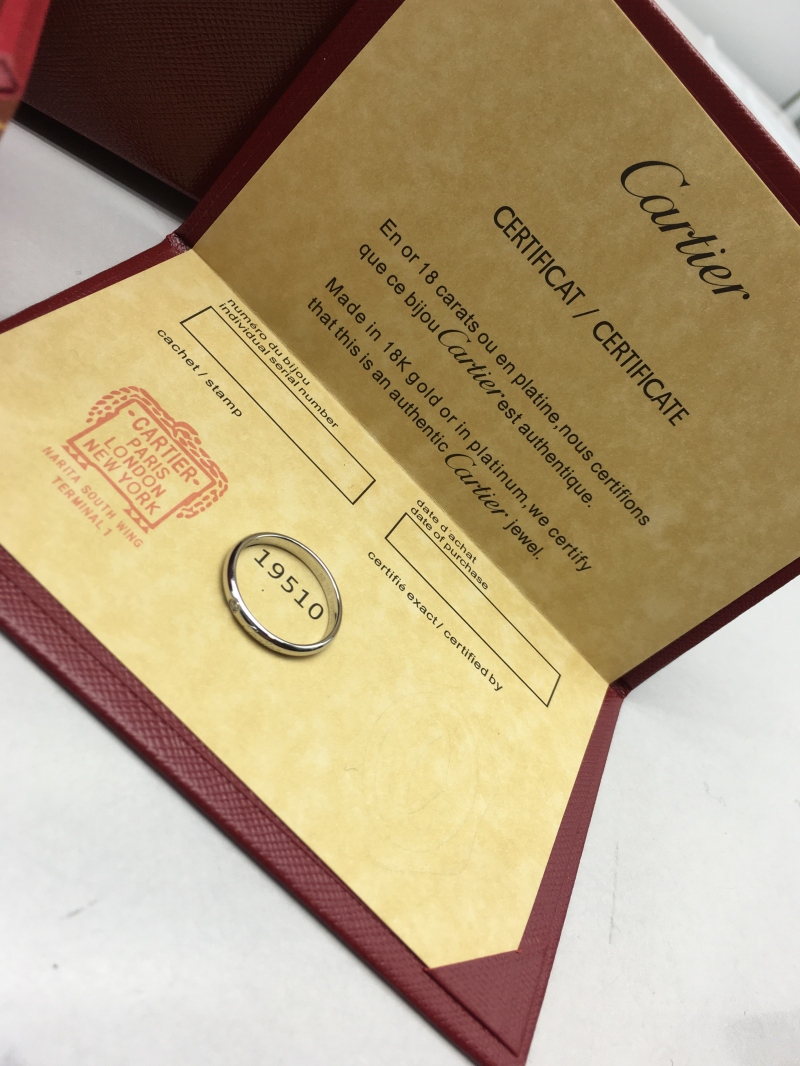 Cartier
CERTIFICAT / CERTIFICATE
En or 18 carats ou en platine, nous certifions
que ce bijou Cartier est authentique.
Made in 18K gold or in platinum, we certify
that this is an authentic Cartier jewel.
numéro du bijou
individual serial number
cachet / stamp
-CARTIER-
PARIS
LONDON
NEW YORK
NARITA SOUTH WING
TERMINAL 1
19510
date d'achat
date of purchase
certifié exact / certified by